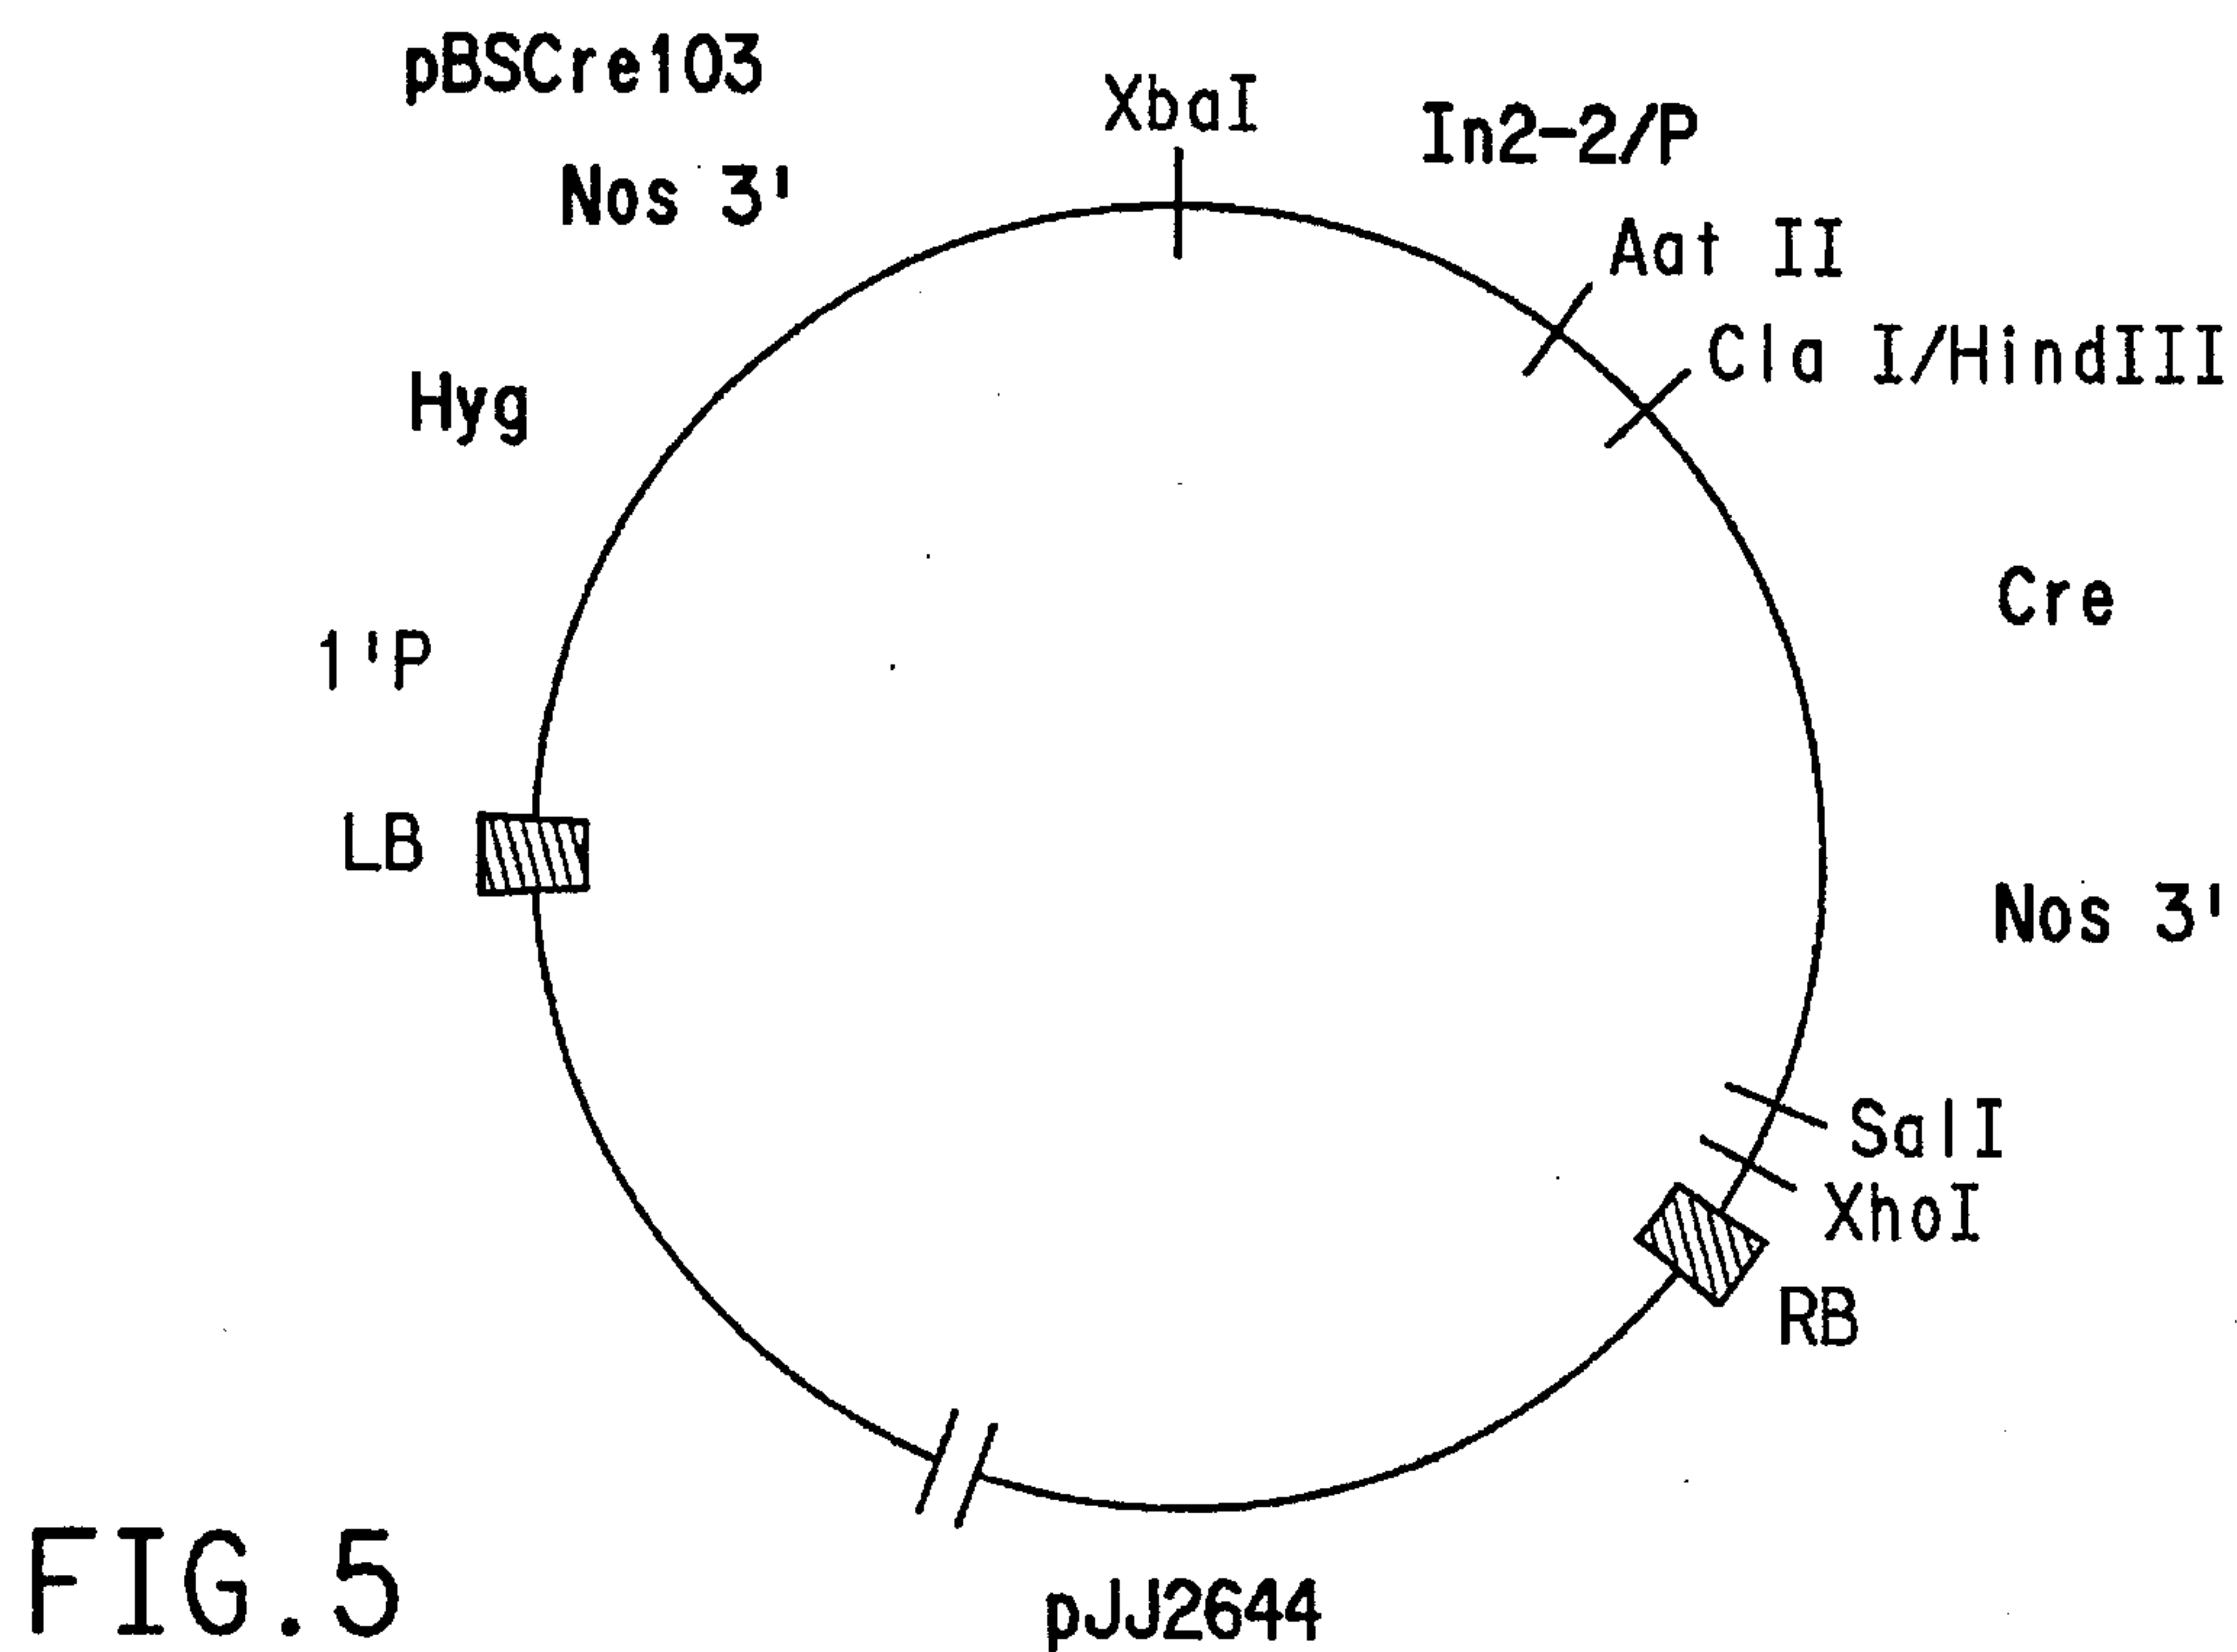 pBSCre103
XbaI
In2-2/P
Nos 3'
Aat II
Cla I/HindIII
Hyg
Cre
1'P
LB
Nos 3'
SalI
XhoI
RB
FIG.5
pJJ2644